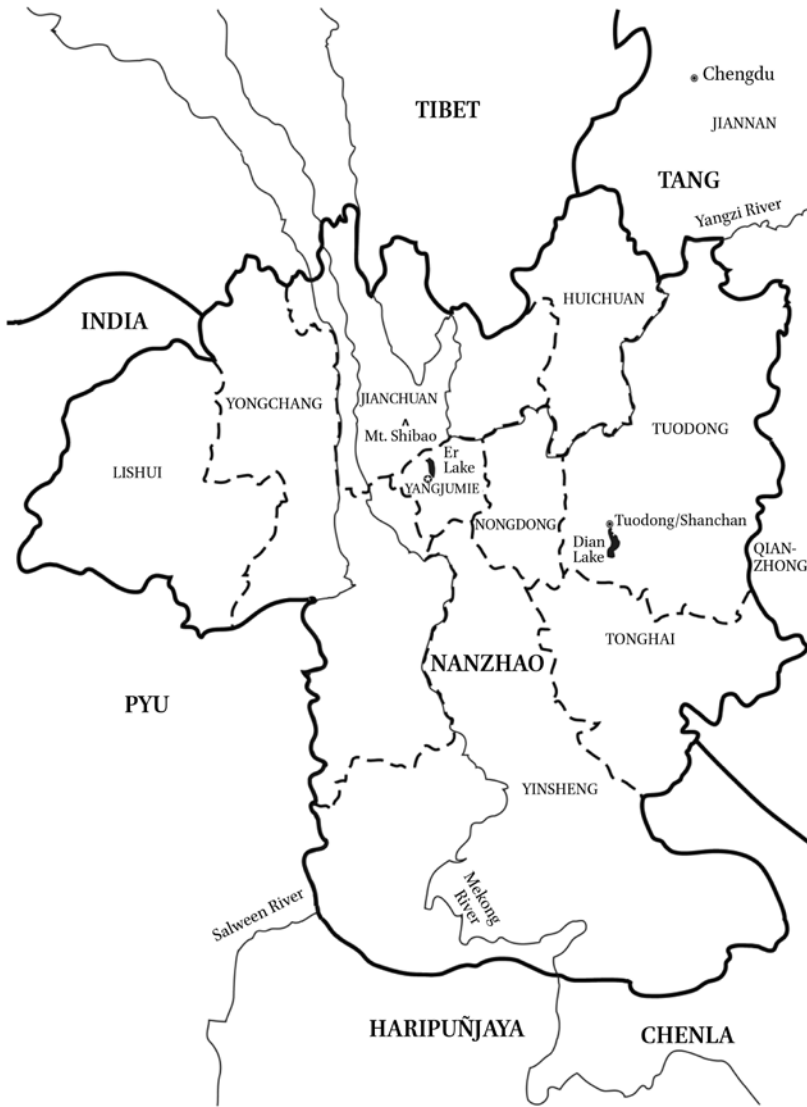 Chengdu
TIBET
JIANNAN
TANG
Yangzi River
HUICHUAN
INDIA
YONGCHANG
JIANCHUAN
Mt. Shibao
TUODONG
Er
Lake
LISHUI
YANGJUMIE
NONGDONG
Tuodong/Shanchan
Dian
Lake
QIAN-
ZHONG
TONGHAI
NANZHAO
PYU
YINSHENG
Mekong
River
Salween River
HARIPUÑJAYA
CHENLA